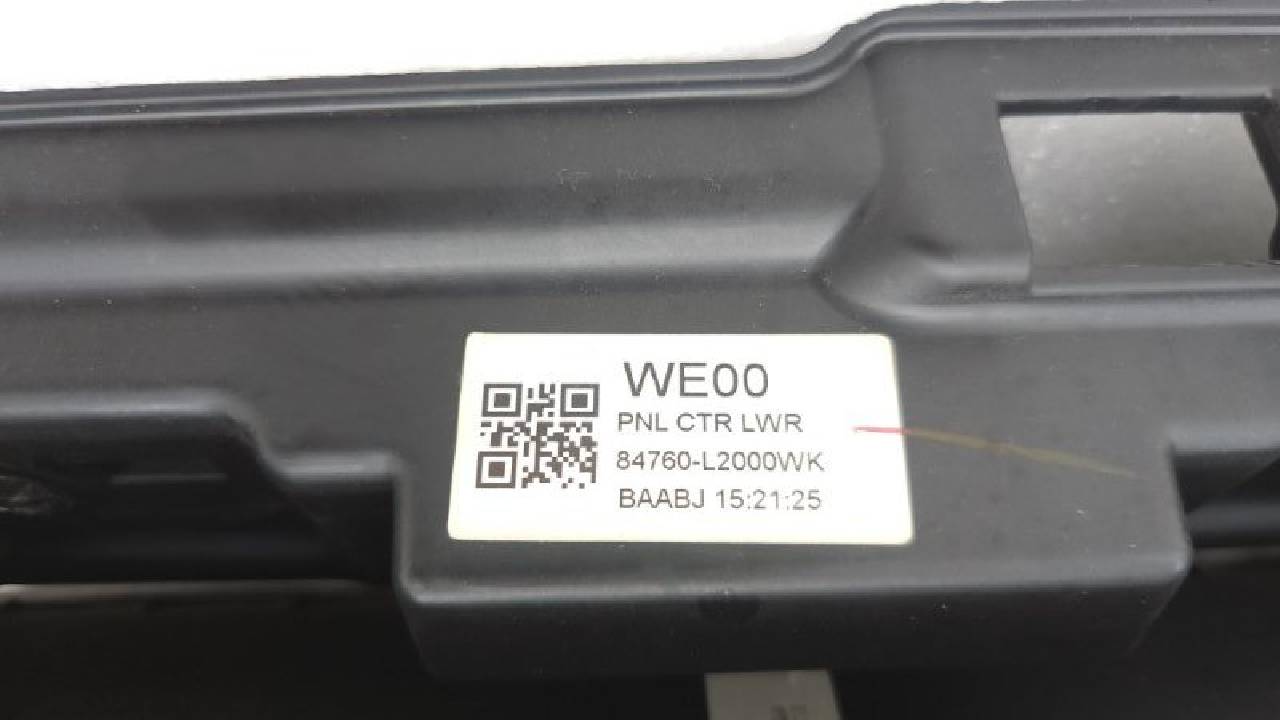 WE00
PNL CTR LWR
84760-L2000WK
BAABJ 15:21:25